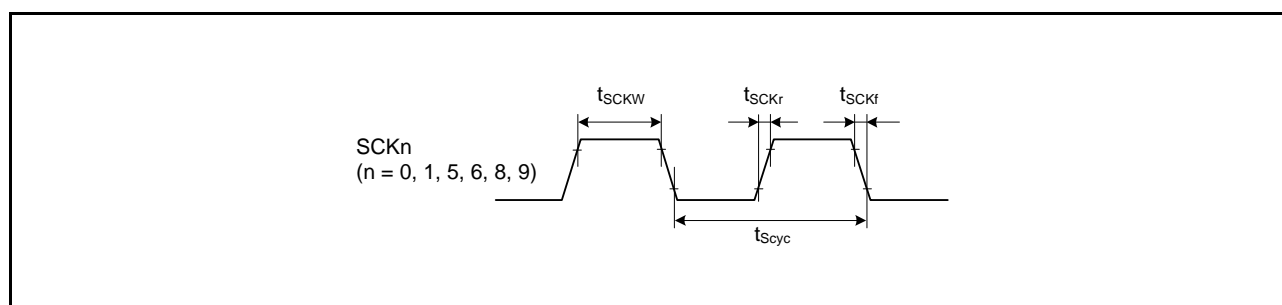 tSCKW
tSCKr
tSCKf
SCKn
(n = 0, 1, 5, 6, 8, 9)
tScyc